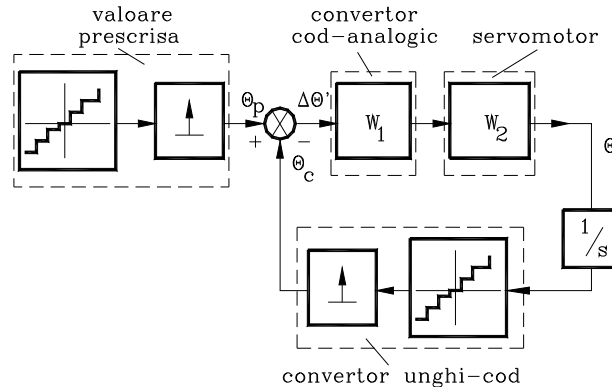 valoare
prescrisa
convertor
cod-analogic
servomotor
Θp
ΔΘ'
+
−
Θc
W1
W2
Θ
1/s
convertor unghi-cod